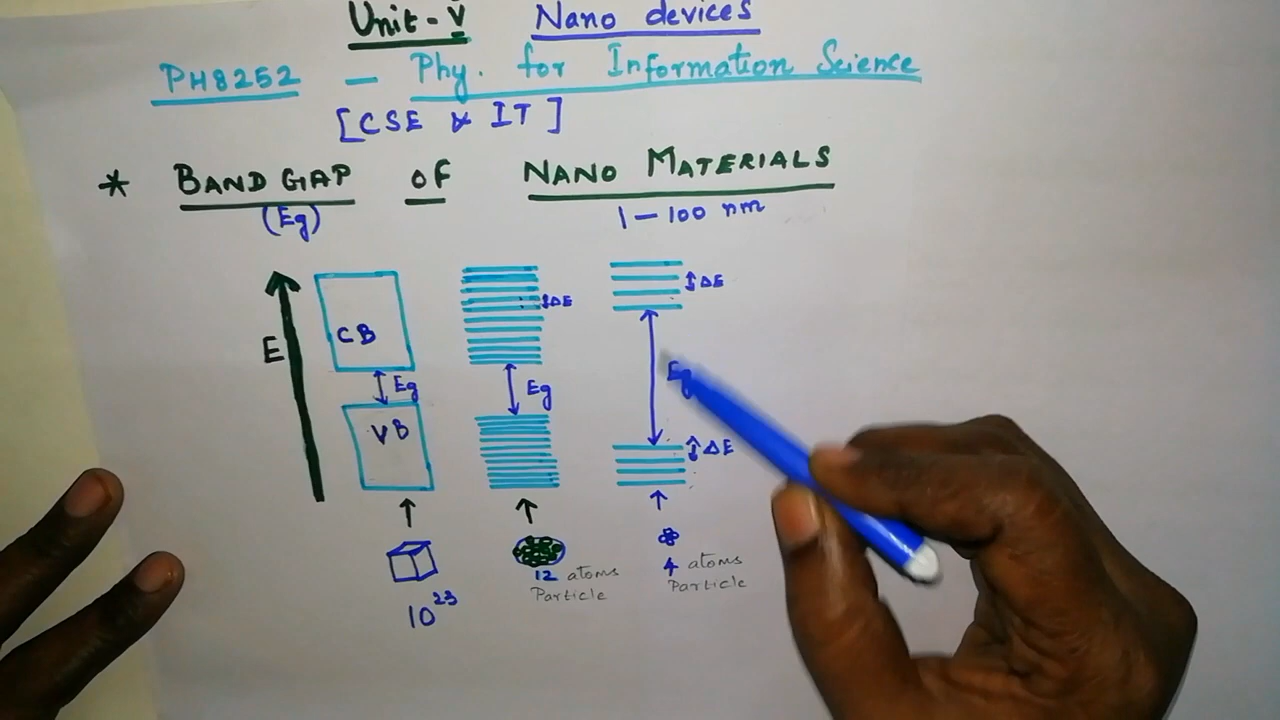 Unit - V Nano devices
PH8252 - Phy. for Information Science
[CSE & IT]
* BAND GAP OF NANO MATERIALS
(Eg) 1 - 100 nm
E
CB
Eg
VB
10²³
ΔE
Eg
12 atoms
Particle
ΔE
Eg
ΔE
4 atoms
Particle